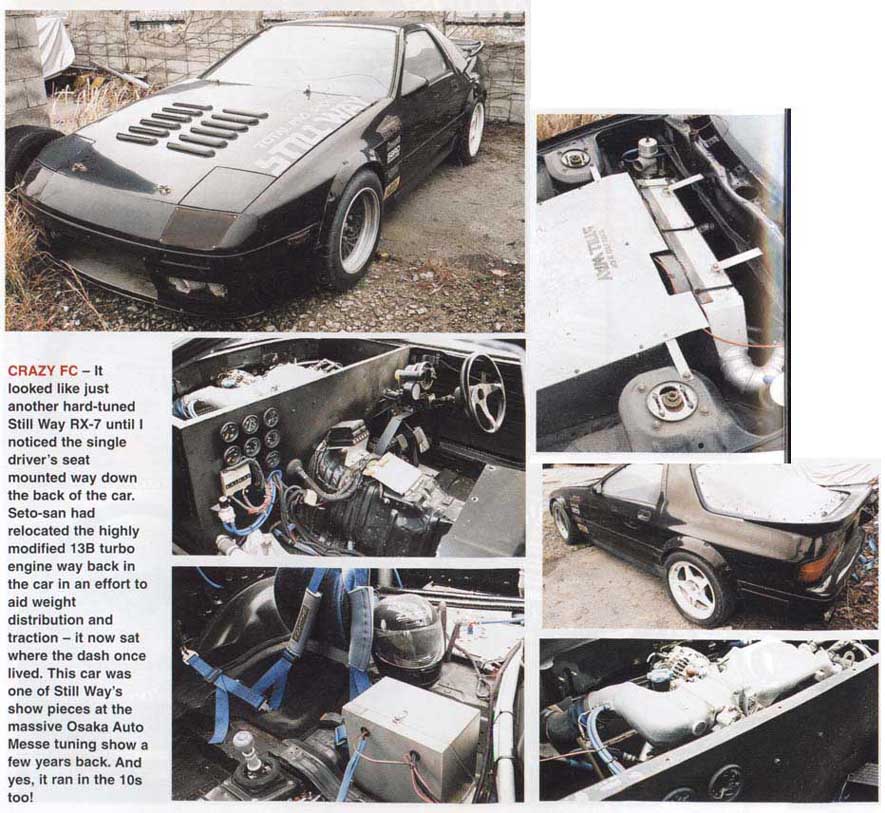 STILL WAY
CRAZY FC – It
looked like just
another hard-tuned
Still Way RX-7 until I
noticed the single
driver's seat
mounted way down
the back of the car.
Seto-san had
relocated the highly
modified 13B turbo
engine way back in
the car in an effort to
aid weight
distribution and
traction – it now sat
where the dash once
lived. This car was
one of Still Way's
show pieces at the
massive Osaka Auto
Messe tuning show a
few years back. And
yes, it ran in the 10s
too!
STILL WAY